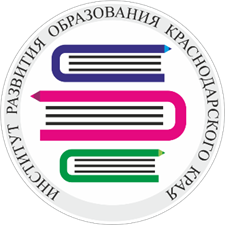 ИНСТИТУТ РАЗВИТИЯ ОБРАЗОВАНИЯ КРАСНОДАРСКОГО КРАЯ